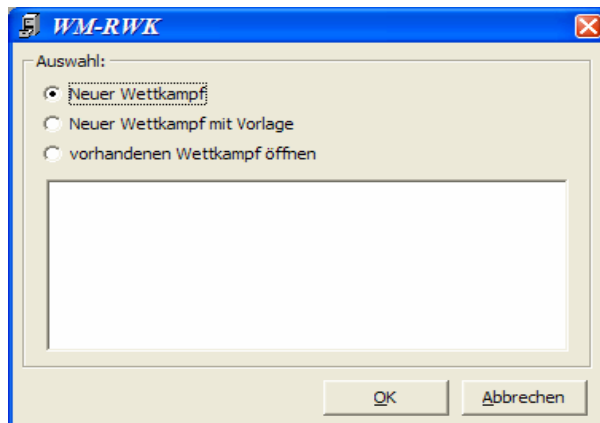 WM-RWK
Auswahl:
Neuer Wettkampf
Neuer Wettkampf mit Vorlage
vorhandenen Wettkampf öffnen
OK Abbrechen